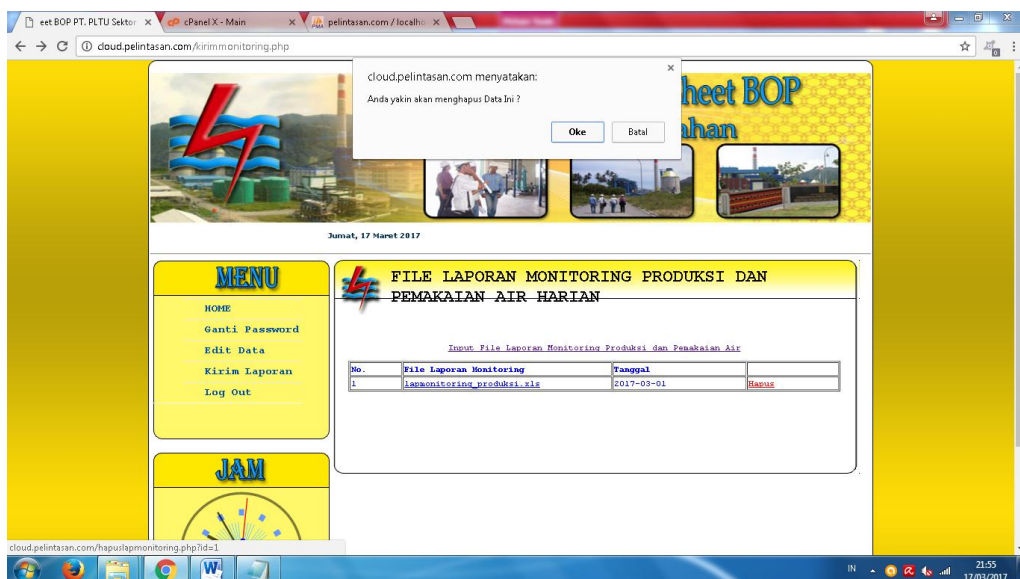 eet BOP PT. PLTU Sektor
cPanel X - Main
pelintasan.com / localho
cloud.pelintasan.com/kirimmonitoring.php
cloud.pelintasan.com menyatakan:
Anda yakin akan menghapus Data Ini ?
Oke
Batal
heet BOP
ahan
Jumat, 17 Maret 2017
MENU
HOME
Ganti Password
Edit Data
Kirim Laporan
Log Out
JAM
FILE LAPORAN MONITORING PRODUKSI DAN
PEMAKAIAN AIR HARIAN
Input File Laporan Monitoring Produksi dan Pemakaian Air
No. File Laporan Monitoring Tanggal
1 lapmonitoring_produksi.xls 2017-03-01 Hapus
cloud.pelintasan.com/hapuslapmonitoring.php?id=1
IN
21:55
17/03/2017